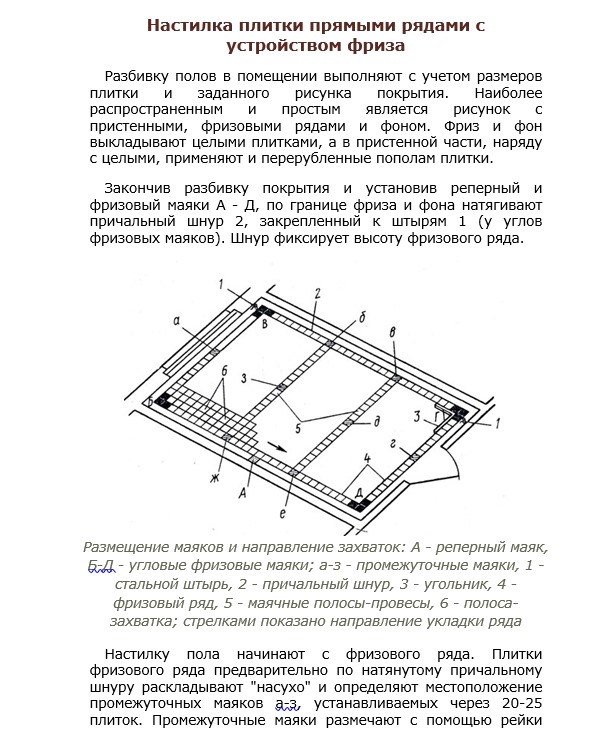 Настилка плитки прямыми рядами с
устройством фриза
Разбивку полов в помещении выполняют с учетом размеров
плитки и заданного рисунка покрытия. Наиболее
распространенным и простым является рисунок с
пристенными, фризовыми рядами и фоном. Фриз и фон
выкладывают целыми плитками, а в пристенной части, наряду
с целыми, применяют и перерубленные пополам плитки.
Закончив разбивку покрытия и установив реперный и
фризовый маяки А - Д, по границе фриза и фона натягивают
причальный шнур 2, закрепленный к штырям 1 (у углов
фризовых маяков). Шнур фиксирует высоту фризового ряда.
1
2
б
а
В
в
6
з
3
Г
1
Б
5
д
г
4
ж
А
е
Д
Размещение маяков и направление захваток: А - реперный маяк,
Б-Д - угловые фризовые маяки; а-з - промежуточные маяки, 1 -
стальной штырь, 2 - причальный шнур, 3 - угольник, 4 -
фризовый ряд, 5 - маячные полосы-провесы, 6 - полоса-
захватка; стрелками показано направление укладки ряда
Настилку пола начинают с фризового ряда. Плитки
фризового ряда предварительно по натянутому причальному
шнуру раскладывают "насухо" и определяют местоположение
промежуточных маяков а-з, устанавливаемых через 20-25
плиток. Промежуточные маяки размечают с помощью рейки